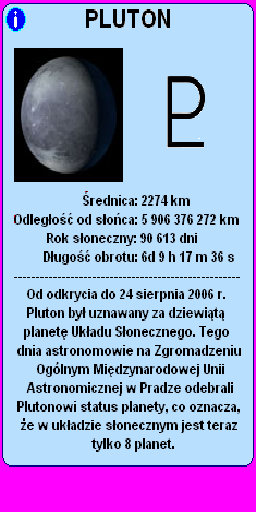 PLUTON
Średnica: 2274 km
Odległość od słońca: 5 906 376 272 km
Rok słoneczny: 90 613 dni
Długość obrotu: 6d 9 h 17 m 36 s
Od odkrycia do 24 sierpnia 2006 r.
Pluton był uznawany za dziewiątą
planetę Układu Słonecznego. Tego
dnia astronomowie na Zgromadzeniu
Ogólnym Międzynarodowej Unii
Astronomicznej w Pradze odebrali
Plutonowi status planety, co oznacza,
że w układzie słonecznym jest teraz
tylko 8 planet.